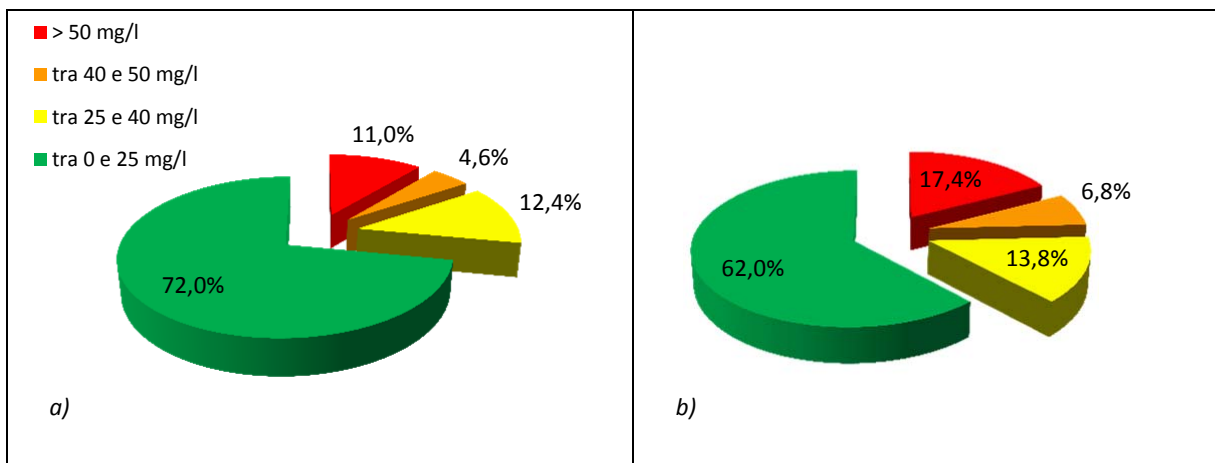 > 50 mg/l
tra 40 e 50 mg/l
tra 25 e 40 mg/l
tra 0 e 25 mg/l
11,0%
4,6%
12,4%
72,0%
a)
17,4%
6,8%
13,8%
62,0%
b)